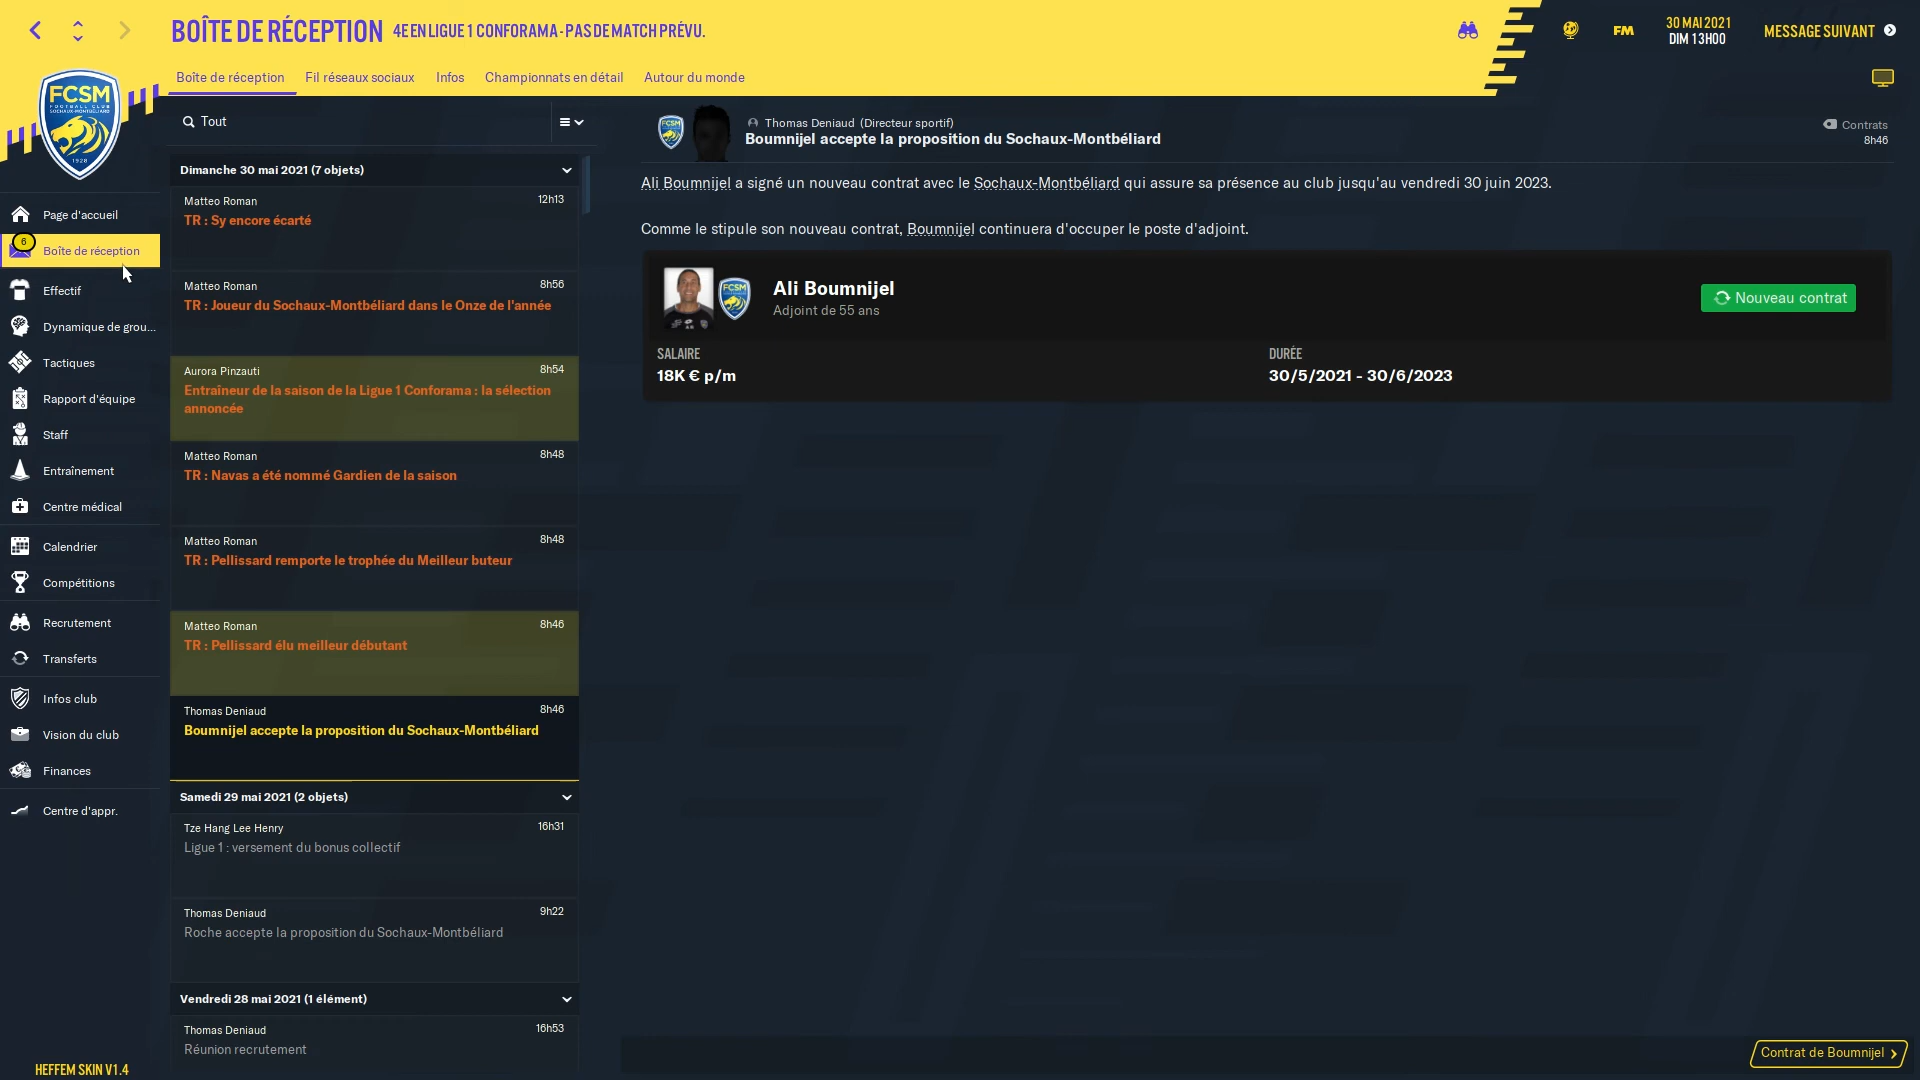 BOÎTE DE RÉCEPTION
4E EN LIGUE 1 CONFORAMA - PAS DE MATCH PRÉVU.
FM
30 MAI 2021
DIM 13H00
MESSAGE SUIVANT
Boîte de réception
Fil réseaux sociaux
Infos
Championnats en détail
Autour du monde
FCSM
FOOTBALL CLUB
SOCHAUX-MONTBÉLIARD
1928
Page d'accueil
6
Boîte de réception
Effectif
Dynamique de grou...
Tactiques
Rapport d'équipe
Staff
Entraînement
Centre médical
Calendrier
Compétitions
Recrutement
Transferts
Infos club
Vision du club
Finances
Centre d'appr.
HEFFEM SKIN V1.4
Tout
Dimanche 30 mai 2021 (7 objets)
Matteo Roman
12h13
TR : Sy encore écarté
Matteo Roman
8h56
TR : Joueur du Sochaux-Montbéliard dans le Onze de l'année
Aurora Pinzauti
8h54
Entraîneur de la saison de la Ligue 1 Conforama : la sélection
annoncée
Matteo Roman
8h48
TR : Navas a été nommé Gardien de la saison
Matteo Roman
8h48
TR : Pellissard remporte le trophée du Meilleur buteur
Matteo Roman
8h46
TR : Pellissard élu meilleur débutant
Thomas Deniaud
8h46
Boumnijel accepte la proposition du Sochaux-Montbéliard
Samedi 29 mai 2021 (2 objets)
Tze Hang Lee Henry
16h31
Ligue 1 : versement du bonus collectif
Thomas Deniaud
9h22
Roche accepte la proposition du Sochaux-Montbéliard
Vendredi 28 mai 2021 (1 élément)
Thomas Deniaud
16h53
Réunion recrutement
FCSM
Thomas Deniaud (Directeur sportif)
Boumnijel accepte la proposition du Sochaux-Montbéliard
Contrats
8h46
Ali Boumnijel a signé un nouveau contrat avec le Sochaux-Montbéliard qui assure sa présence au club jusqu'au vendredi 30 juin 2023.
Comme le stipule son nouveau contrat, Boumnijel continuera d'occuper le poste d'adjoint.
FCSM
Ali Boumnijel
Adjoint de 55 ans
Nouveau contrat
SALAIRE
18K € p/m
DURÉE
30/5/2021 - 30/6/2023
Contrat de Boumnijel